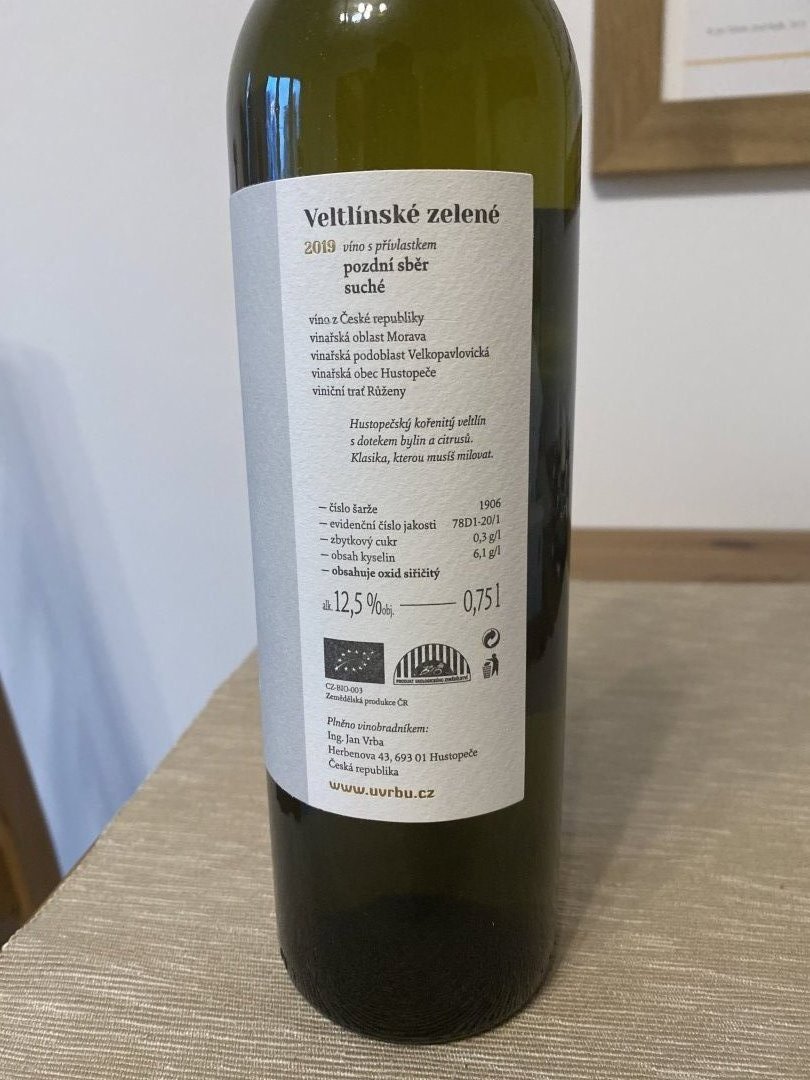 Veltlínské zelené
2019 víno s přívlastkem
pozdní sběr
suché
víno z České republiky
vinařská oblast Morava
vinařská podoblast Velkopavlovická
vinařská obec Hustopeče
viniční trať Růženy
Hustopečský kořenitý veltlín
s dotekem bylin a citrusů.
Klasika, kterou musíš milovat.
— číslo šarže 1906
— evidenční číslo jakosti 78D1-20/1
— zbytkový cukr 0,3 g/l
— obsah kyselin 6,1 g/l
— obsahuje oxid siřičitý
alk. 12,5 %obj. — 0,75 l
BIO
PRODUKT EKOLOGICKÉHO ZEMĚDĚLSTVÍ
CZ-BIO-003
Zemědělská produkce ČR
Plněno vinobradníkem:
Ing. Jan Vrba
Herbenova 43, 693 01 Hustopeče
Česká republika
www.uvrbu.cz